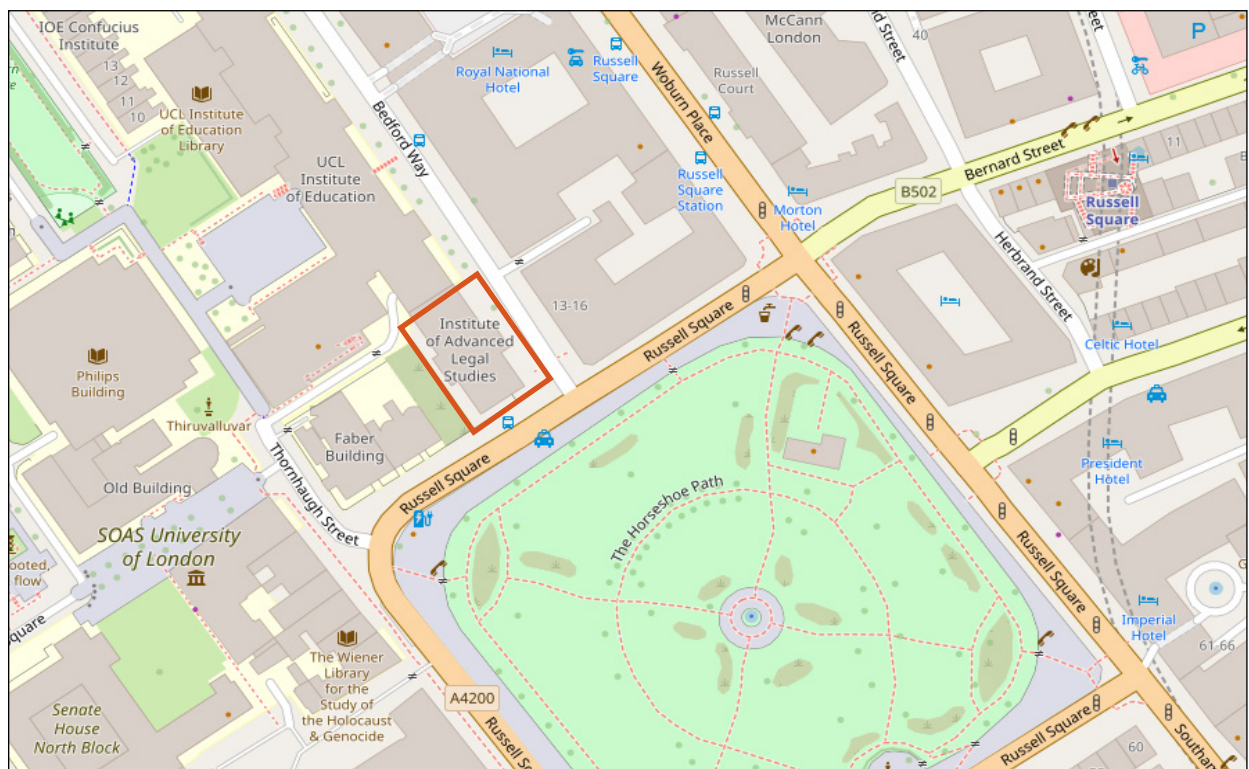 IOE Confucius
Institute
13
12
11
10
UCL Institute
of Education
Library
UCL
Institute
of Education
Bedford Way
Royal National
Hotel
Russell
Square
Woburn Place
McCann
London
Russell
Court
40
Herbrand Street
P
Street
Russell
Square
Station
Morton
Hotel
B502
Bernard Street
11
Russell
Square
Herbrand Street
Celtic Hotel
President
Hotel
Imperial
Hotel
61-66
13-16
Institute
of Advanced
Legal
Studies
Russell Square
Russell Square
Russell Square
Russell Square
Russell Square
Philips
Building
Thiruvalluvar
Faber
Building
Old Building
Thornhaugh Street
SOAS University
of London
ooted,
flow
quare
The Wiener
Library
for the
Study of
the Holocaust
& Genocide
Senate
House
North Block
A4200
Russell S
The Horseshoe Path
Russell Square
Southam
60